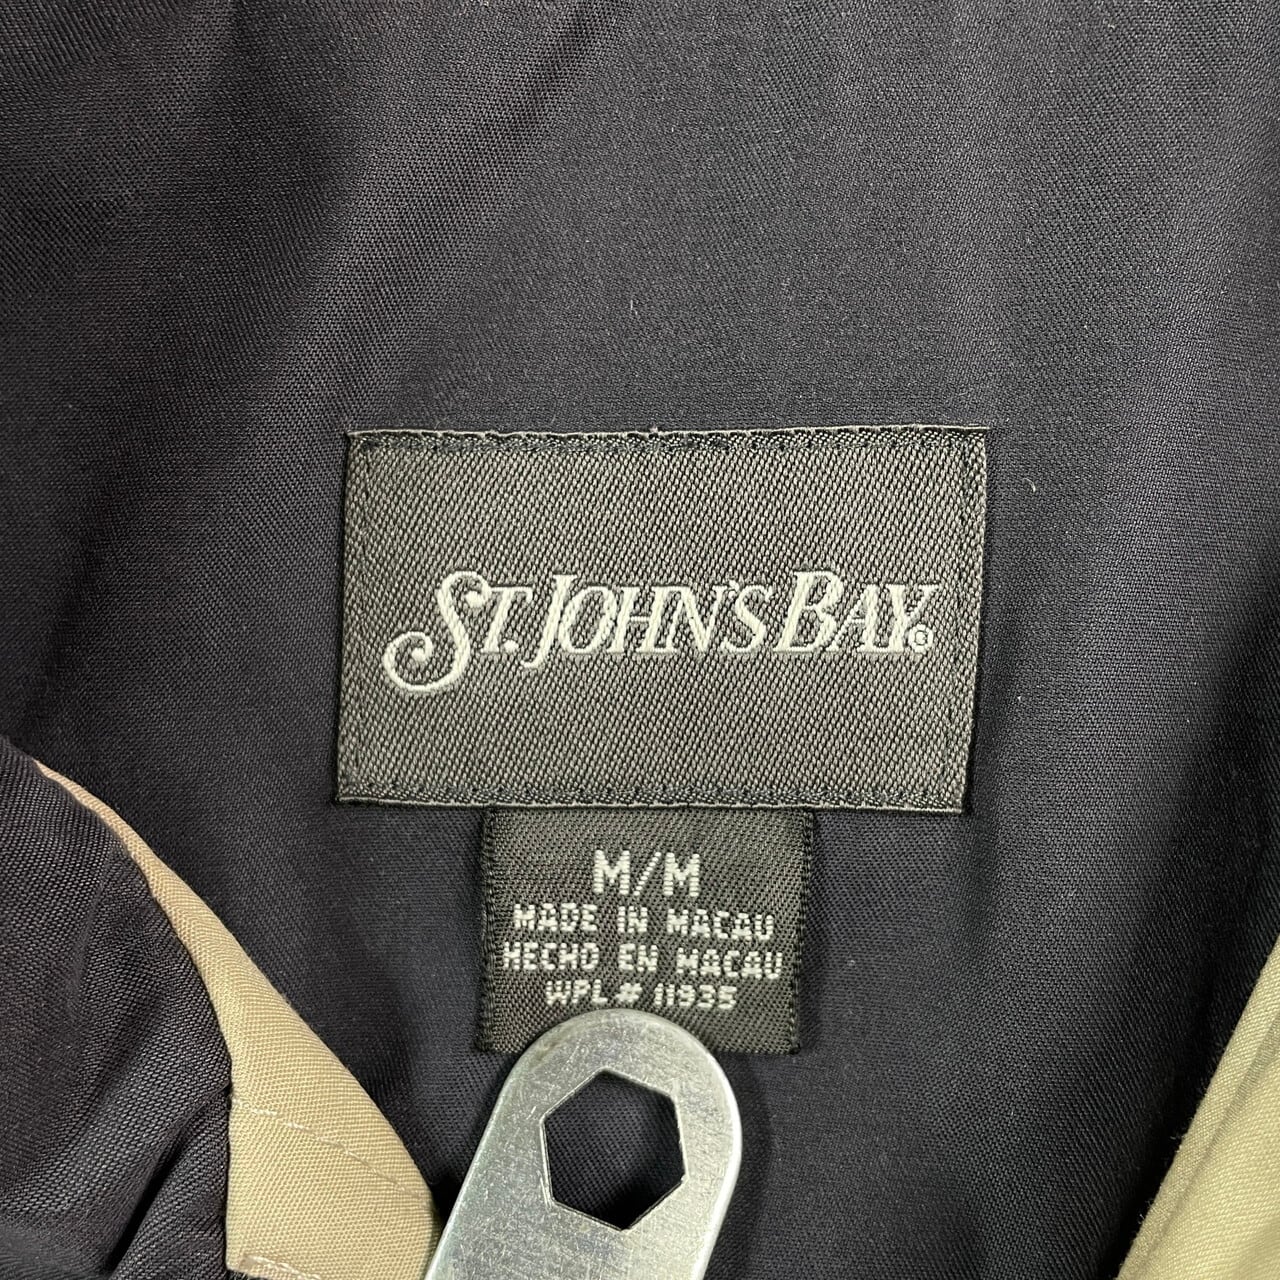 ST. JOHN'S BAY®
M/M
MADE IN MACAU
HECHO EN MACAU
WPL# 11935